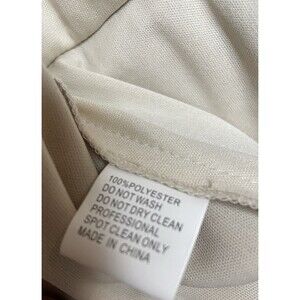 100%POLYESTER
DO NOT WASH
DO NOT DRY CLEAN
PROFESSIONAL
SPOT CLEAN ONLY
MADE IN CHINA